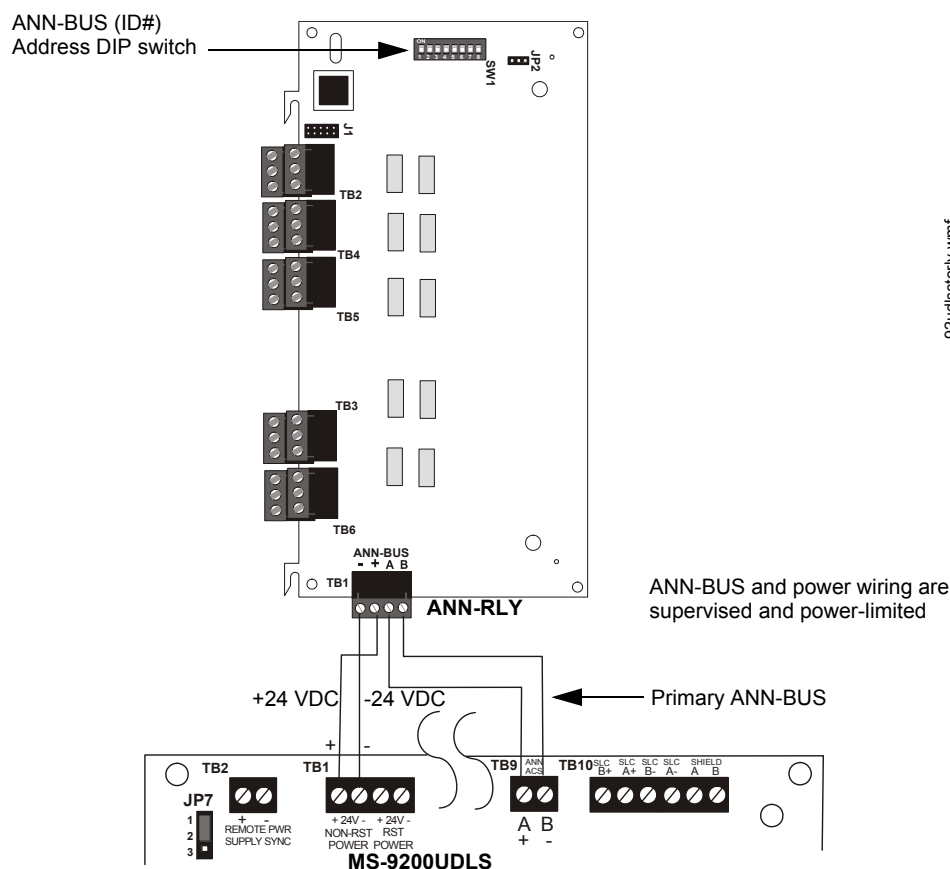 ANN-BUS (ID#)
Address DIP switch
ON
1 2 3 4 5 6 7 8
SW1
JP2
J1
TB2
TB4
TB5
TB3
TB6
ANN-BUS
- + A B
TB1
ANN-RLY
ANN-BUS and power wiring are
supervised and power-limited
+24 VDC
-24 VDC
Primary ANN-BUS
+ -
TB2
TB1
TB9
ANN
ACS
TB10
SLC SLC SLC SLC SHIELD
B+ A+ B- A- A B
JP7
1
2
3
+ -
REMOTE PWR
SUPPLY SYNC
+ 24V - + 24V -
NON-RST RST
POWER POWER
A B
+ -
MS-9200UDLS